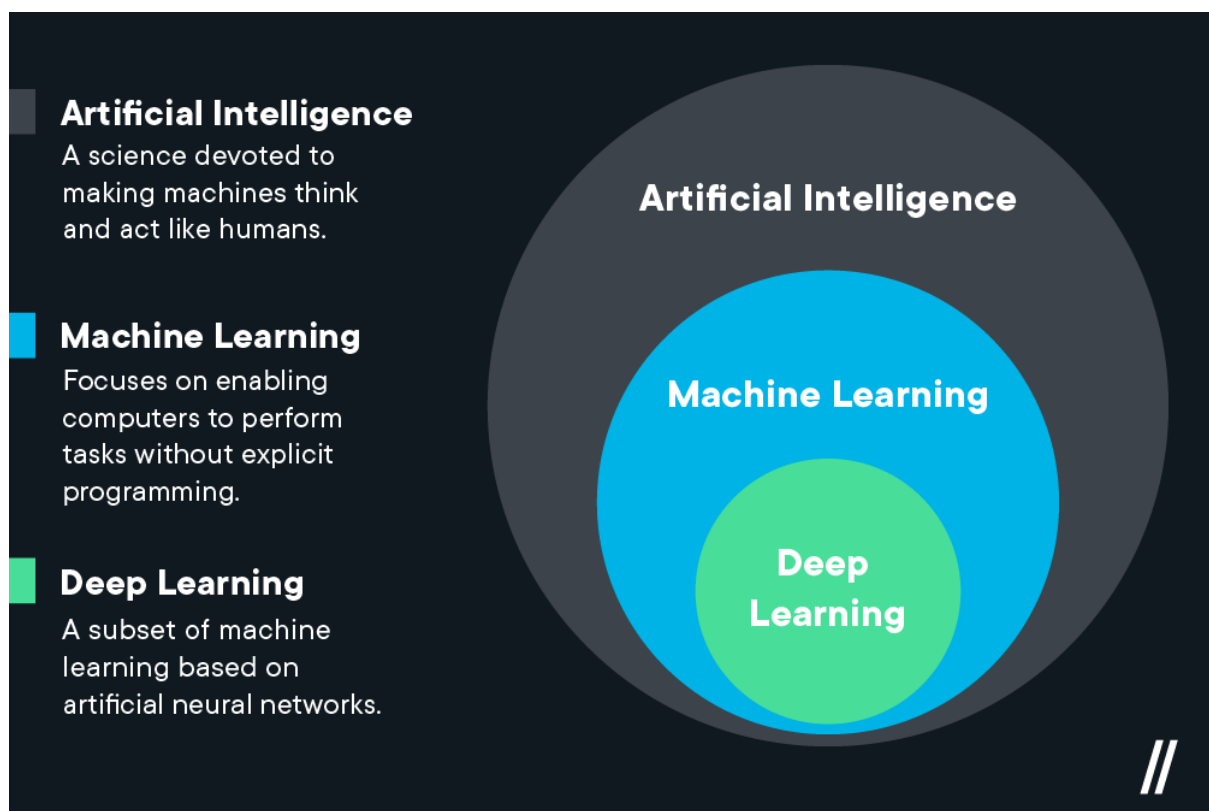 Artificial Intelligence
A science devoted to
making machines think
and act like humans.
Machine Learning
Focuses on enabling
computers to perform
tasks without explicit
programming.
Deep Learning
A subset of machine
learning based on
artificial neural networks.
Artificial Intelligence
Machine Learning
Deep
Learning
//